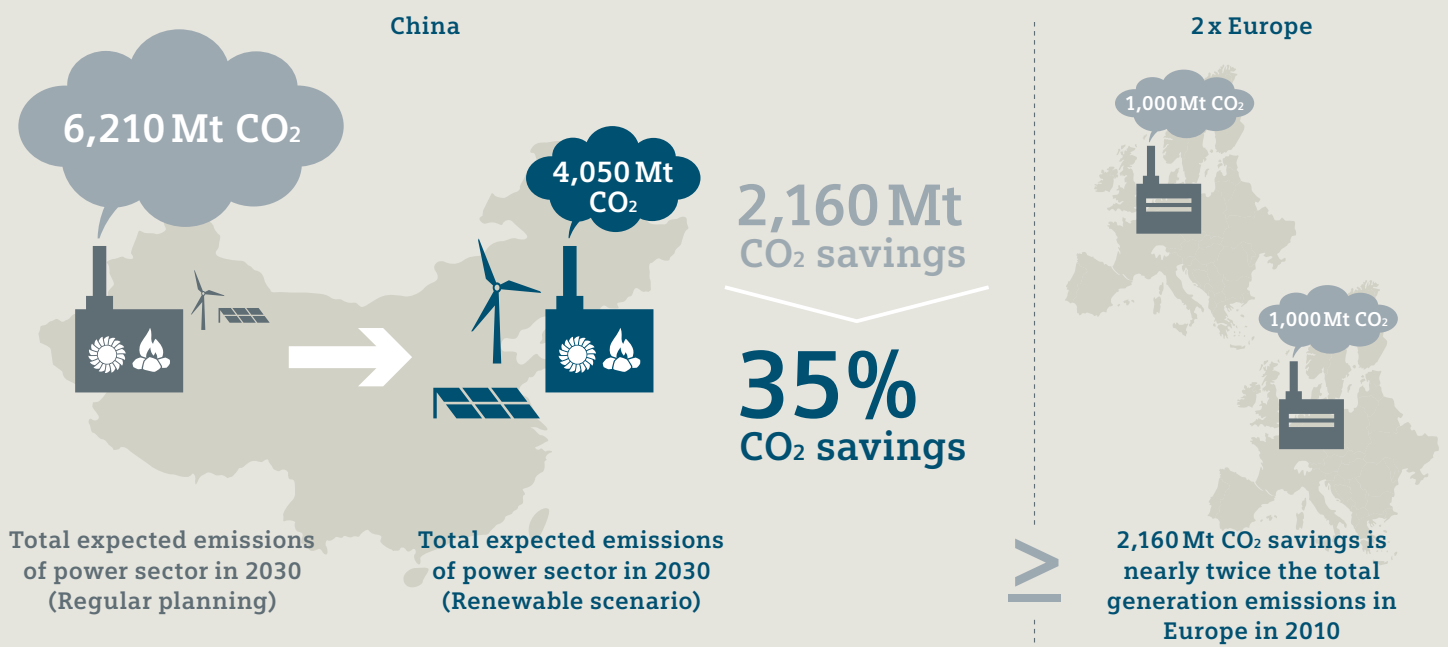 China
6,210 Mt CO₂
4,050 Mt
CO₂
2,160 Mt
CO₂ savings
35%
CO₂ savings
Total expected emissions
of power sector in 2030
(Regular planning)
Total expected emissions
of power sector in 2030
(Renewable scenario)
≥
2 x Europe
1,000 Mt CO₂
1,000 Mt CO₂
2,160 Mt CO₂ savings is
nearly twice the total
generation emissions in
Europe in 2010